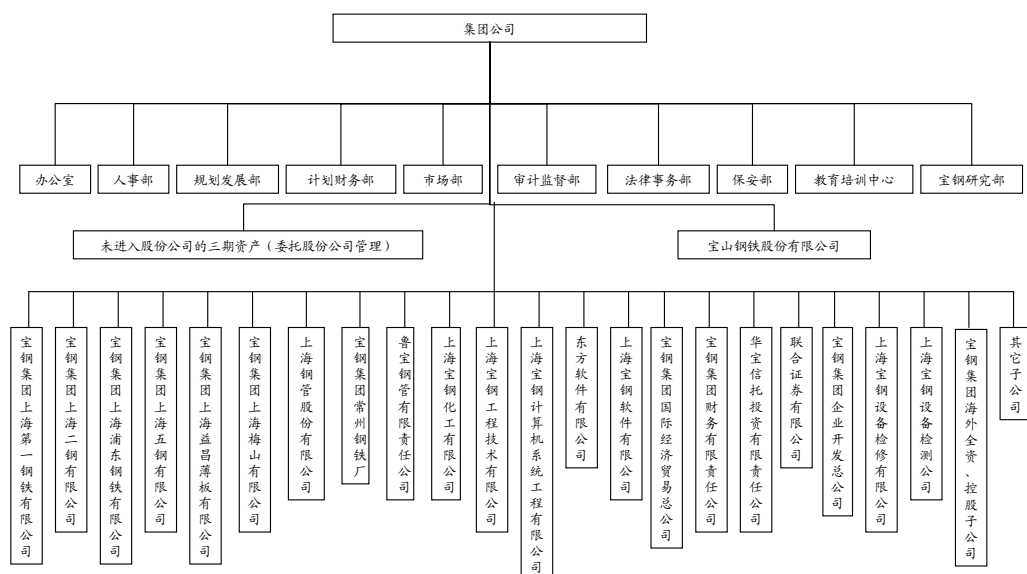 集团公司
办公室
人事部
规划发展部
计划财务部
市场部
审计监督部
法律事务部
保安部
教育培训中心
宝钢研究部
未进入股份公司的三期资产（委托股份公司管理）
宝山钢铁股份有限公司
宝钢集团上海第一钢铁有限公司
宝钢集团上海二钢有限公司
宝钢集团上海浦东钢铁有限公司
宝钢集团上海五钢有限公司
宝钢集团上海益昌薄板有限公司
宝钢集团上海梅山有限公司
上海钢管股份有限公司
宝钢集团常州钢铁厂
鲁宝钢管有限责任公司
上海宝钢化工有限公司
上海宝钢工程技术有限公司
上海宝钢计算机系统工程有限公司
东方软件有限公司
上海宝钢软件有限公司
宝钢集团国际经济贸易总公司
宝钢集团财务有限责任公司
华宝信托投资有限责任公司
联合证券有限公司
宝钢集团企业开发总公司
上海宝钢设备检修有限公司
上海宝钢设备检测公司
宝钢集团海外全资、控股子公司
其它子公司